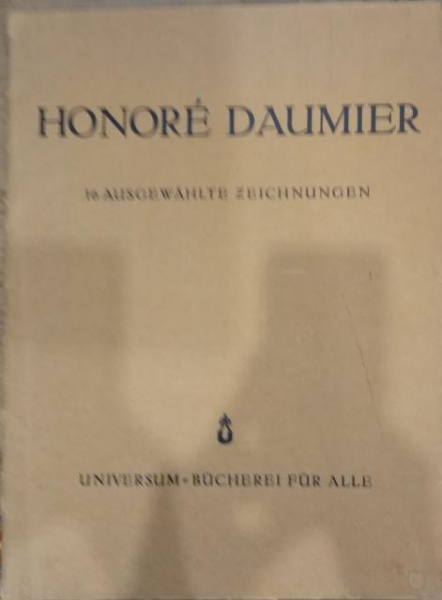 HONORÉ DAUMIER
16 AUSGEWÄHLTE ZEICHNUNGEN
UNIVERSUM-BÜCHEREI FÜR ALLE